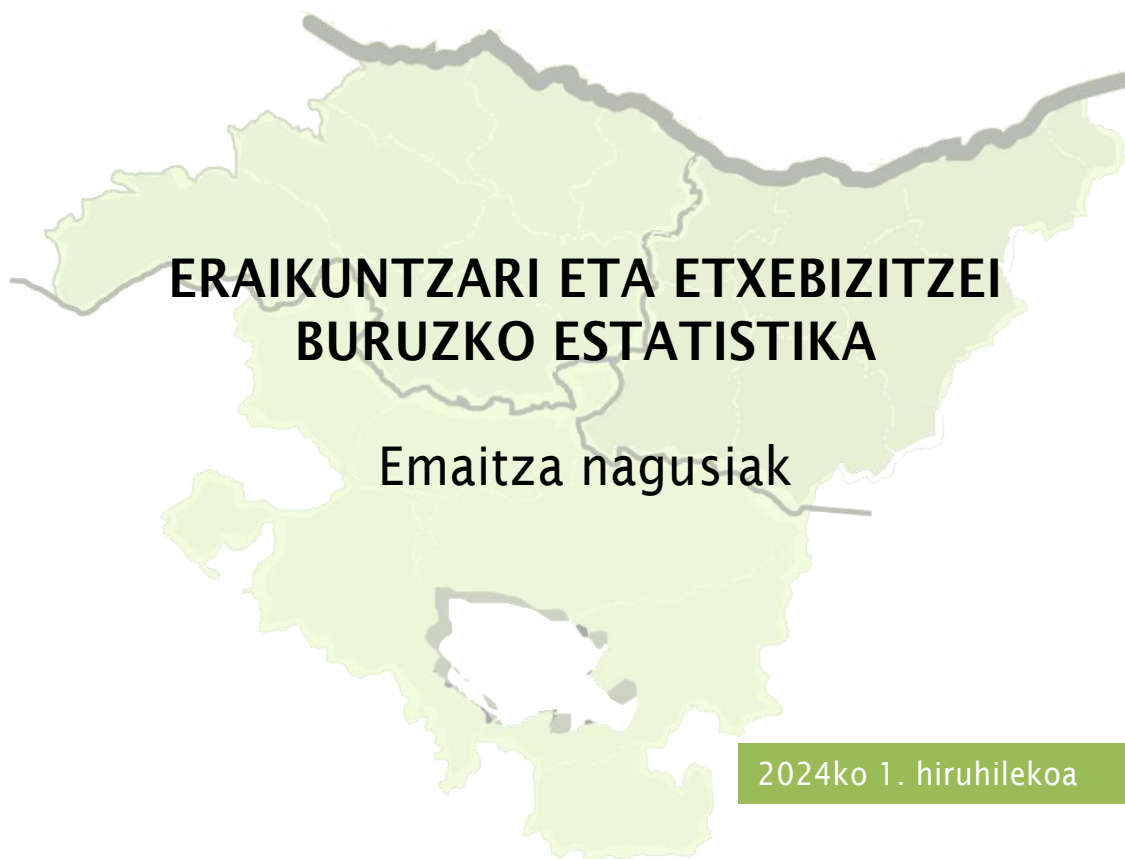 ERAIKUNTZARI ETA ETXEBIZITZEI
BURUZKO ESTATISTIKA
Emaitza nagusiak
2024ko 1. hiruhilekoa